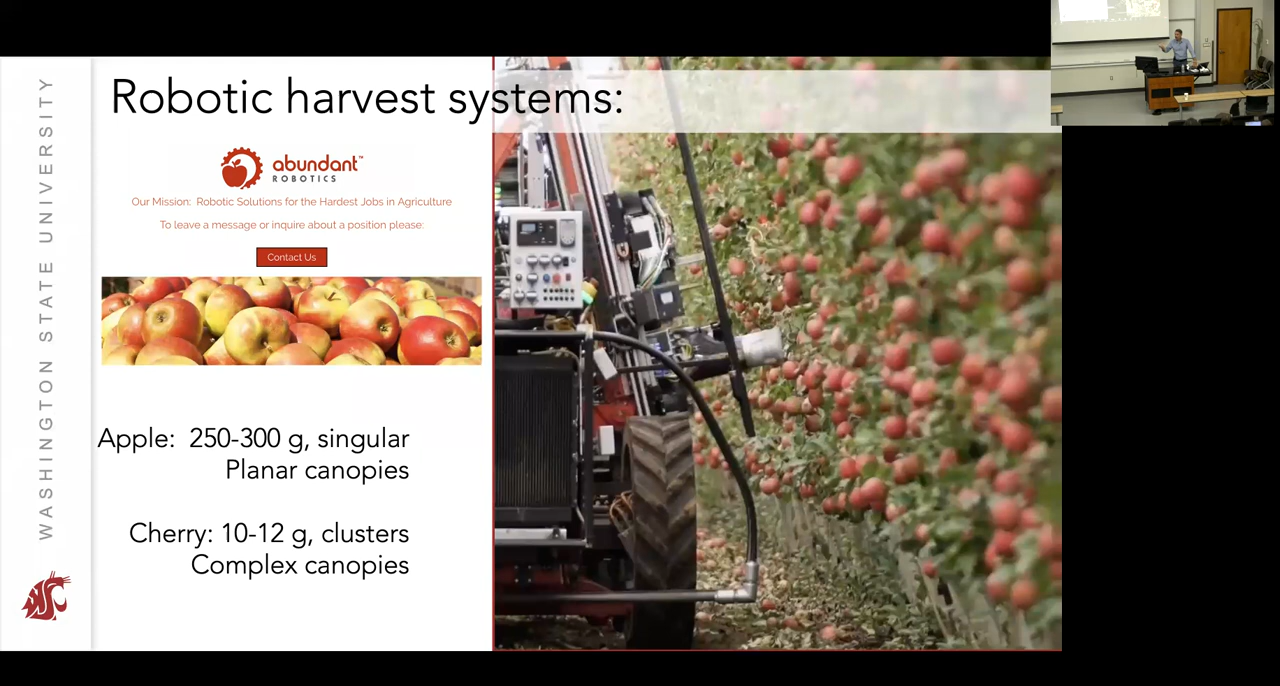 WASHINGTON STATE UNIVERSITY
Robotic harvest systems:
abundant™
ROBOTICS
Our Mission: Robotic Solutions for the Hardest Jobs in Agriculture
To leave a message or inquire about a position please:
Contact Us
Apple: 250-300 g, singular
Planar canopies
Cherry: 10-12 g, clusters
Complex canopies